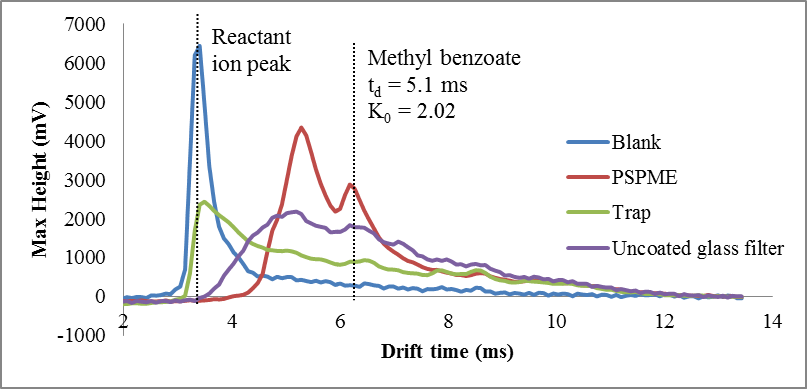 7000
6000
5000
4000
3000
2000
1000
0
-1000
Max Height (mV)
Reactant
ion peak
Methyl benzoate
td = 5.1 ms
K0 = 2.02
Blank
PSPME
Trap
Uncoated glass filter
2 4 6 8 10 12 14
Drift time (ms)